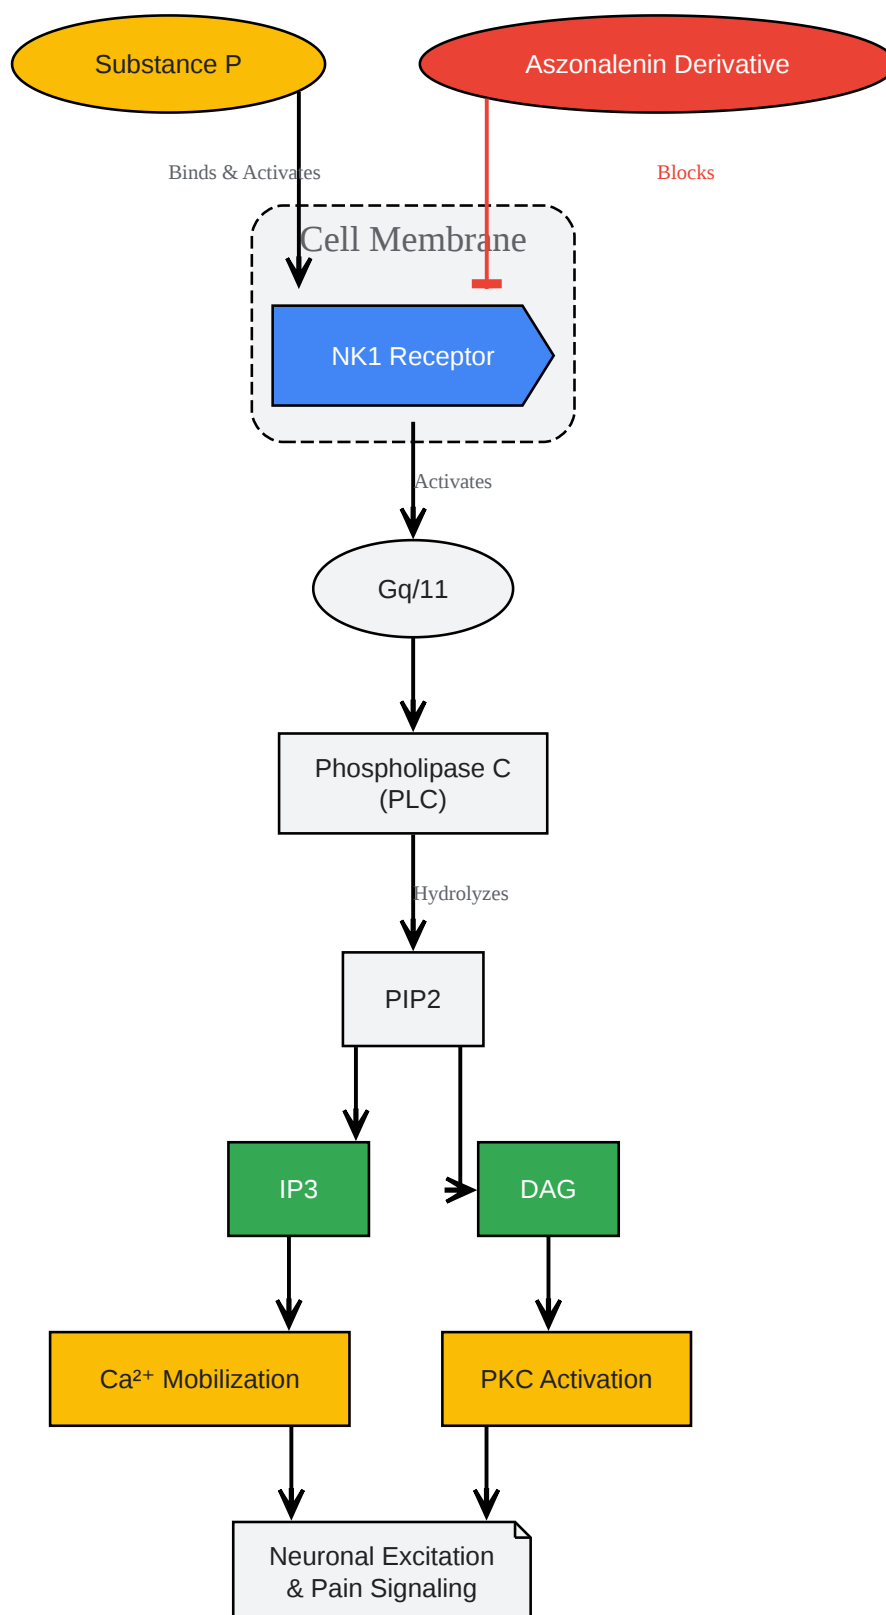 Substance P
Aszonalenin Derivative
Binds & Activates
Blocks
Cell Membrane
NK1 Receptor
Activates
Gq/11
Phospholipase C
(PLC)
Hydrolyzes
PIP2
IP3
DAG
Ca²⁺ Mobilization
PKC Activation
Neuronal Excitation
& Pain Signaling